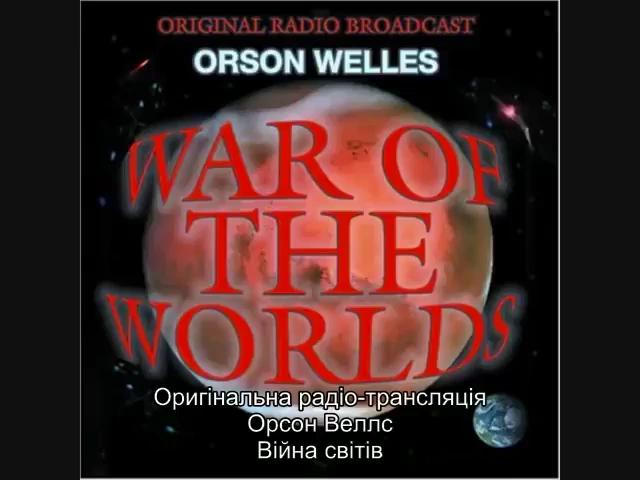 ORIGINAL RADIO BROADCAST
ORSON WELLES
WAR OF
THE
WORLDS
Оригінальна радіо-трансляція
Орсон Веллс
Війна світів